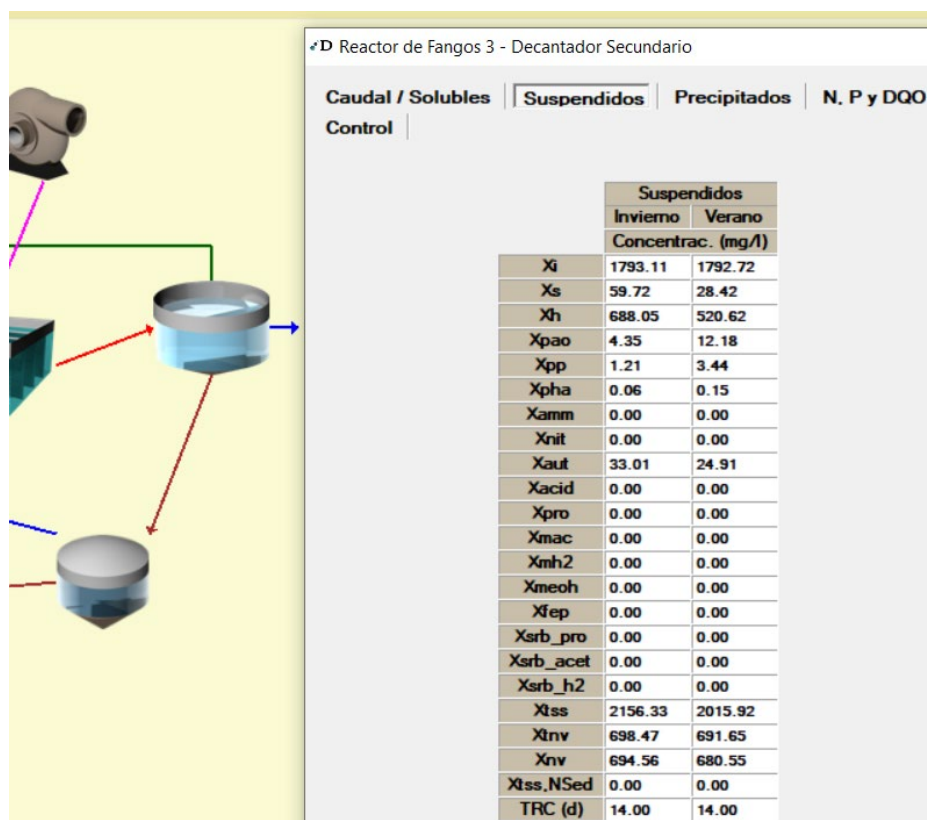 D Reactor de Fangos 3 - Decantador Secundario
Caudal / Solubles Suspendidos Precipitados N, P y DQO
Control
Suspendidos
Invierno Verano
Concentrac. (mg/l)
Xi 1793.11 1792.72
Xs 59.72 28.42
Xh 688.05 520.62
Xpao 4.35 12.18
Xpp 1.21 3.44
Xpha 0.06 0.15
Xamm 0.00 0.00
Xnit 0.00 0.00
Xaut 33.01 24.91
Xacid 0.00 0.00
Xpro 0.00 0.00
Xmac 0.00 0.00
Xmh2 0.00 0.00
Xmeoh 0.00 0.00
Xfep 0.00 0.00
Xsrb_pro 0.00 0.00
Xsrb_acet 0.00 0.00
Xsrb_h2 0.00 0.00
Xtss 2156.33 2015.92
Xtnv 698.47 691.65
Xnv 694.56 680.55
Xtss,NSed 0.00 0.00
TRC (d) 14.00 14.00